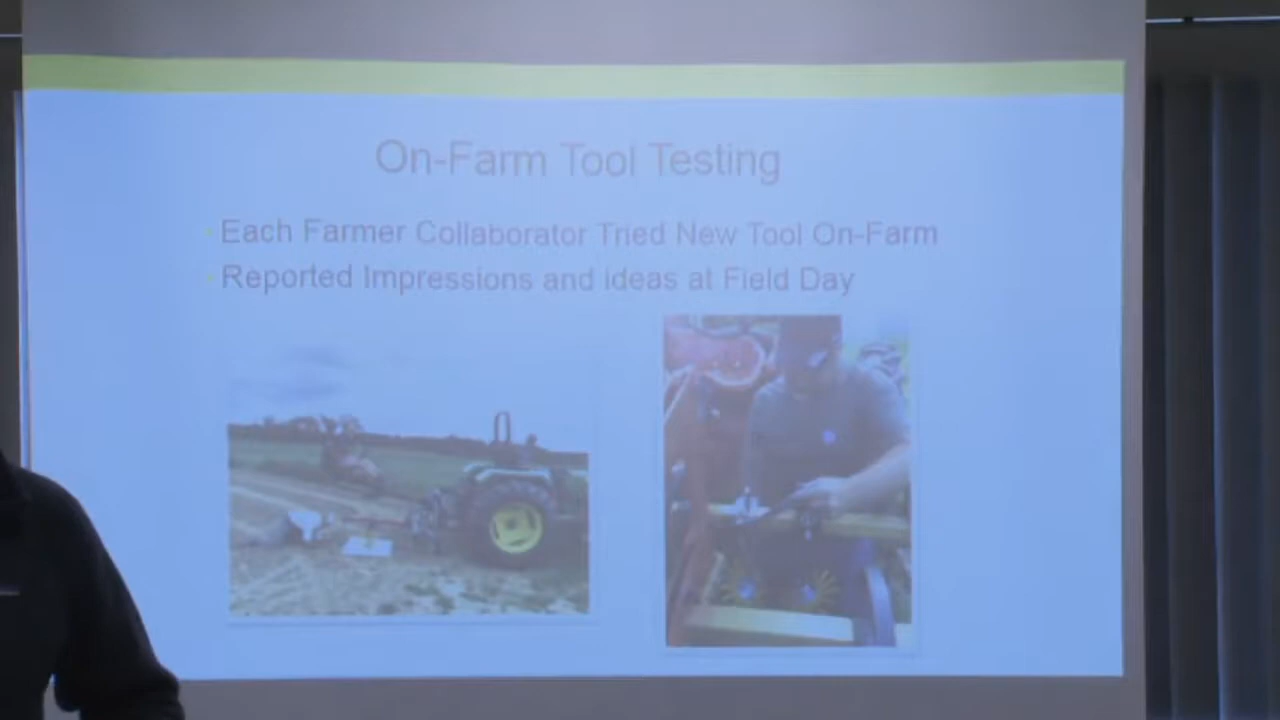 On-Farm Tool Testing
Each Farmer Collaborator Tried New Tool On-Farm
Reported Impressions and ideas at Field Day